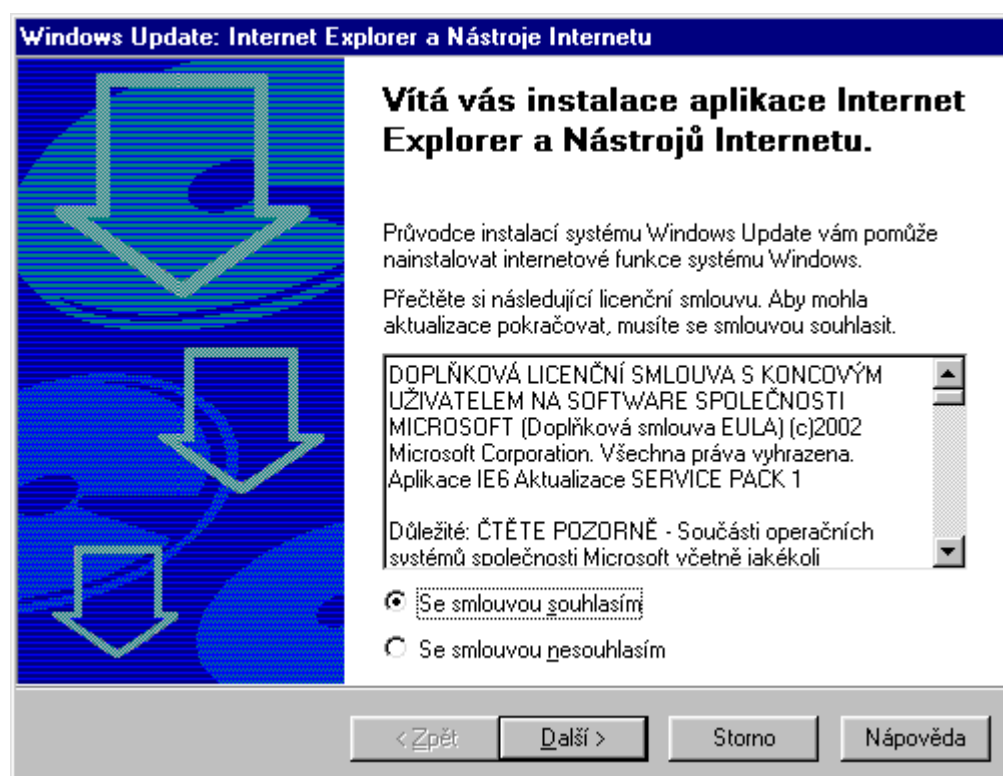 Windows Update: Internet Explorer a Nástroje Internetu
Vítá vás instalace aplikace Internet
Explorer a Nástrojů Internetu.
Průvodce instalací systému Windows Update vám pomůže
nainstalovat internetové funkce systému Windows.
Přečtěte si následující licenční smlouvu. Aby mohla
aktualizace pokračovat, musíte se smlouvou souhlasit.
DOPLŇKOVÁ LICENČNÍ SMLOUVA S KONCOVÝM
UŽIVATELEM NA SOFTWARE SPOLEČNOSTI
MICROSOFT (Doplňková smlouva EULA) (c)2002
Microsoft Corporation. Všechna práva vyhrazena.
Aplikace IE6 Aktualizace SERVICE PACK 1
Důležité: ČTĚTE POZORNĚ - Součásti operačních
systémů společnosti Microsoft včetně jakékoli
Se smlouvou souhlasím
Se smlouvou nesouhlasím
< Zpět
Další >
Storno
Nápověda